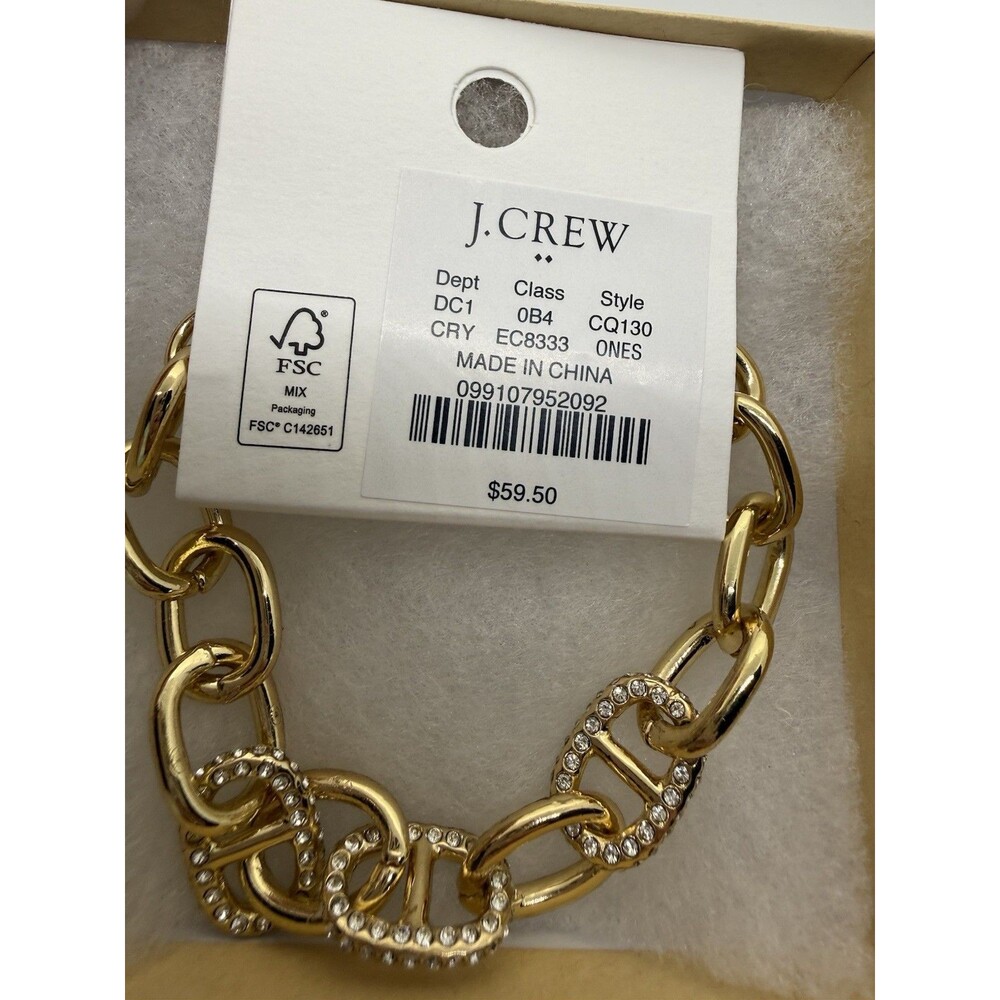 J.CREW
Dept Class Style
DC1 0B4 CQ130
CRY EC8333 ONES
MADE IN CHINA
099107952092
$59.50
®
FSC
MIX
Packaging
FSC® C142651